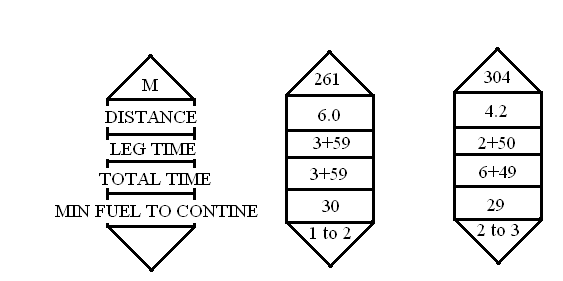 M
DISTANCE
LEG TIME
TOTAL TIME
MIN FUEL TO CONTINE
261
6.0
3+59
3+59
30
1 to 2
304
4.2
2+50
6+49
29
2 to 3